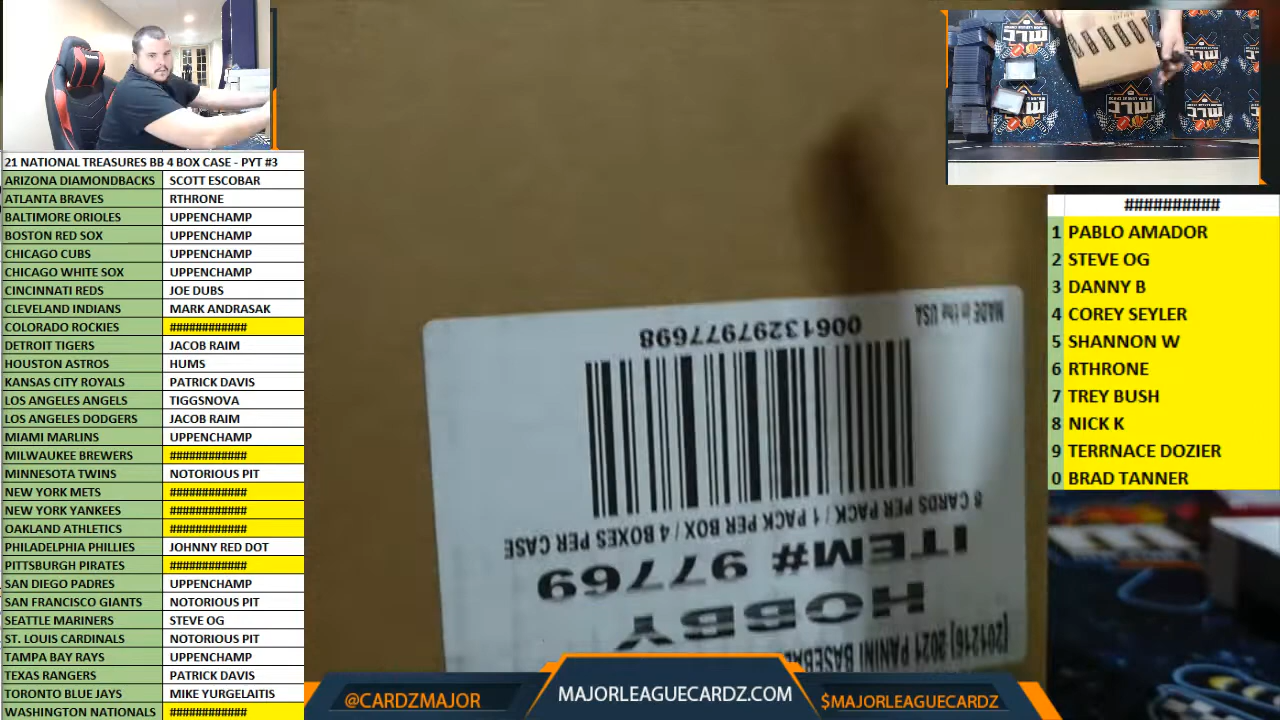 21 NATIONAL TREASURES BB 4 BOX CASE - PYT #3
ARIZONA DIAMONDBACKS SCOTT ESCOBAR
ATLANTA BRAVES RTHRONE
BALTIMORE ORIOLES UPPENCHAMP
BOSTON RED SOX UPPENCHAMP
CHICAGO CUBS UPPENCHAMP
CHICAGO WHITE SOX UPPENCHAMP
CINCINNATI REDS JOE DUBS
CLEVELAND INDIANS MARK ANDRASAK
COLORADO ROCKIES ############
DETROIT TIGERS JACOB RAIM
HOUSTON ASTROS HUMS
KANSAS CITY ROYALS PATRICK DAVIS
LOS ANGELES ANGELS TIGGSNOVA
LOS ANGELES DODGERS JACOB RAIM
MIAMI MARLINS UPPENCHAMP
MILWAUKEE BREWERS ############
MINNESOTA TWINS NOTORIOUS PIT
NEW YORK METS ############
NEW YORK YANKEES ############
OAKLAND ATHLETICS ############
PHILADELPHIA PHILLIES JOHNNY RED DOT
PITTSBURGH PIRATES ############
SAN DIEGO PADRES UPPENCHAMP
SAN FRANCISCO GIANTS NOTORIOUS PIT
SEATTLE MARINERS STEVE OG
ST. LOUIS CARDINALS NOTORIOUS PIT
TAMPA BAY RAYS UPPENCHAMP
TEXAS RANGERS PATRICK DAVIS
TORONTO BLUE JAYS MIKE YURGELAITIS
WASHINGTON NATIONALS ############
[201216] 2021 PANINI
HOBBY
ITEM# 97769
8 CARDS PER PACK / 1 PACK PER BOX / 4 BOXES PER CASE
00613297977698
MADE in the USA
##########
1 PABLO AMADOR
2 STEVE OG
3 DANNY B
4 COREY SEYLER
5 SHANNON W
6 RTHRONE
7 TREY BUSH
8 NICK K
9 TERRNACE DOZIER
0 BRAD TANNER
@CARDZMAJOR
MAJORLEAGUECARDZ.COM
$MAJORLEAGUECARDZ